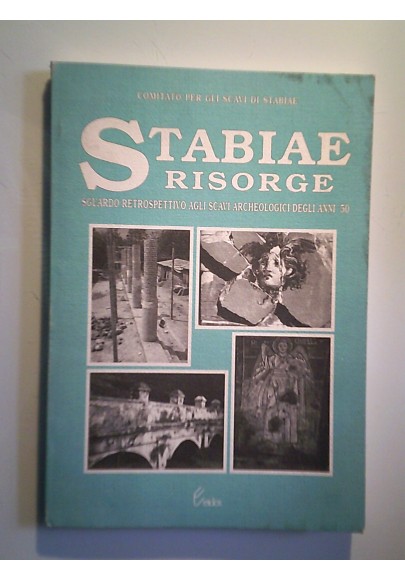 COMITATO PER GLI SCAVI DI STABIAE
STABIAE
RISORGE
SGUARDO RETROSPETTIVO AGLI SCAVI ARCHEOLOGICI DEGLI ANNI '50